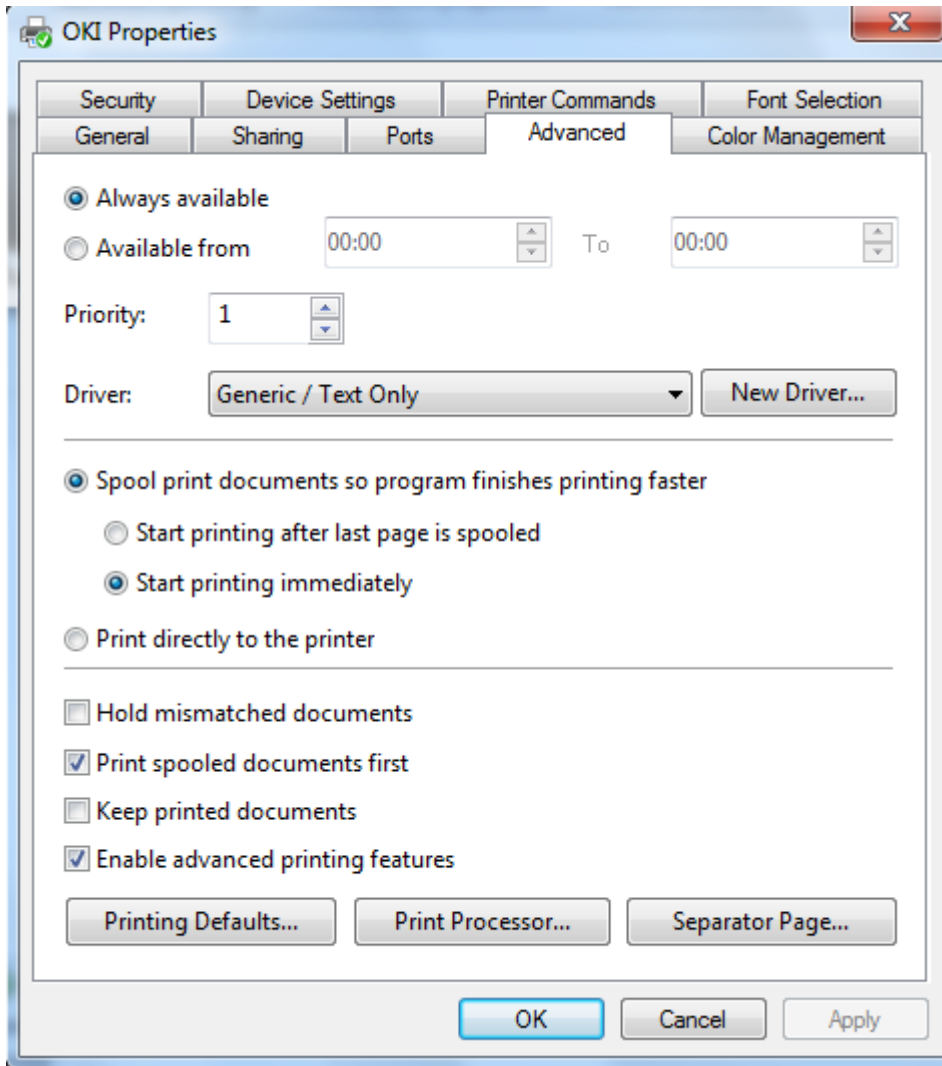 OKI Properties
Security Device Settings Printer Commands Font Selection
General Sharing Ports Advanced Color Management
Always available
Available from 00:00 To 00:00
Priority: 1
Driver: Generic / Text Only New Driver...
Spool print documents so program finishes printing faster
Start printing after last page is spooled
Start printing immediately
Print directly to the printer
Hold mismatched documents
Print spooled documents first
Keep printed documents
Enable advanced printing features
Printing Defaults... Print Processor... Separator Page...
OK Cancel Apply